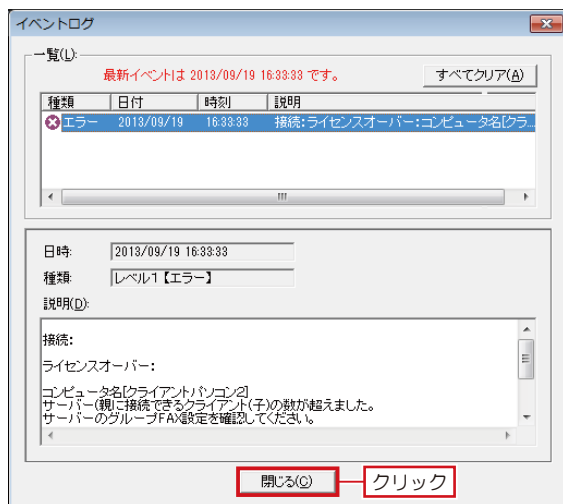 イベントログ
一覧(L):
最新イベントは 2013/09/19 16:33:33 です。
すべてクリア(A)
種類 日付 時刻 説明
エラー 2013/09/19 16:33:33 接続:ライセンスオーバー:コンピュータ名[クラ...
日時: 2013/09/19 16:33:33
種類: レベル1【エラー】
説明(D):
接続:
ライセンスオーバー:
コンピュータ名[クライアントパソコン2]
サーバー(親に接続できるクライアント(子)の数が超えました。
サーバーのグループFAX設定を確認してください。
閉じる(C)
クリック